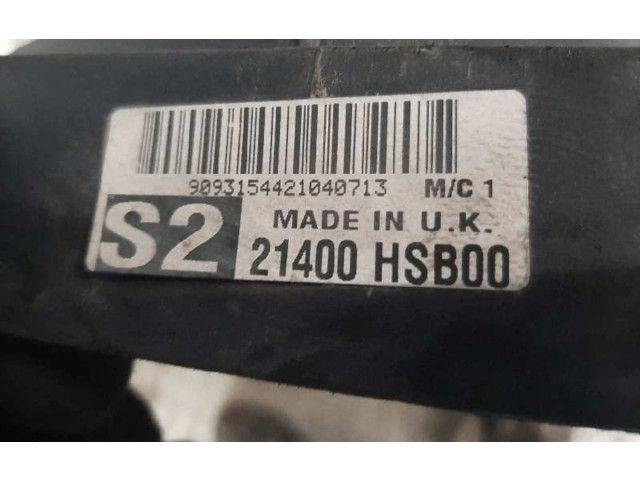 9093154421040713 M/C 1
S2
MADE IN U.K.
21400 HSB00